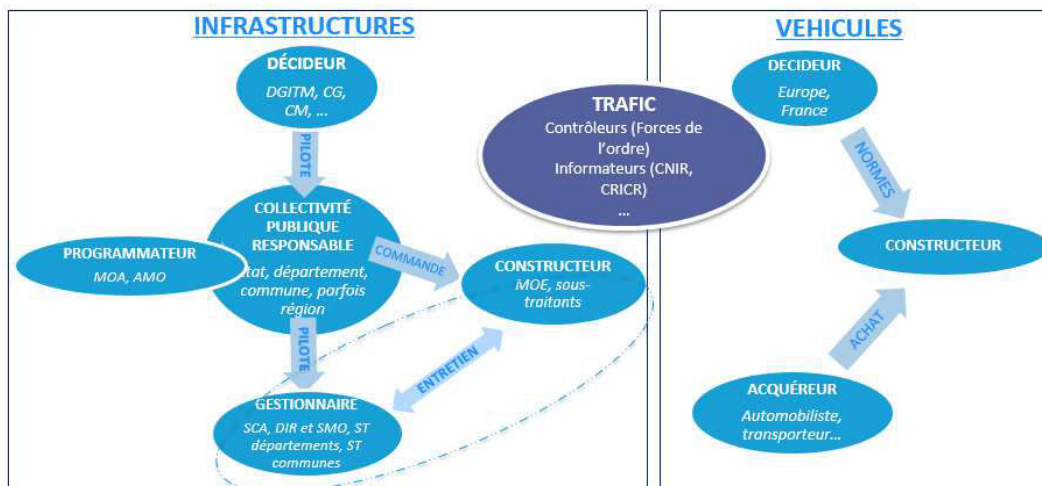 INFRASTRUCTURES
DÉCIDEUR
DGITM, CG,
CM, ...
PILOTE
COLLECTIVITÉ
PUBLIQUE
RESPONSABLE
tat, département,
commune, parfois
région
PROGRAMMATEUR
MOA, AMO
COMMANDE
CONSTRUCTEUR
MOE, sous-
traitants
PILOTE
ENTRETIEN
GESTIONNAIRE
SCA, DIR et SMO, ST
départements, ST
communes
TRAFIC
Contrôleurs (Forces de
l'ordre)
Informateurs (CNIR,
CRICR)
...
VEHICULES
DECIDEUR
Europe,
France
NORMES
CONSTRUCTEUR
ACHAT
ACQUÉREUR
Automobiliste,
transporteur...